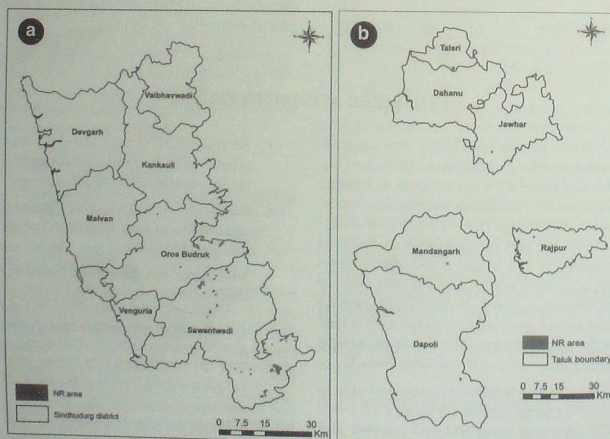 a
Vaibhavwadi
Devgarh
Kankauli
Malvan
Oros Budruk
Venguria
Sawantwadi
NR area
Sindhudurg district
0 7.5 15 30
Km
b
Talsri
Dahanu
Jawhar
Mandangarh
Rajpur
Dapoli
NR area
Taluk boundary
0 7.5 15 30
Km